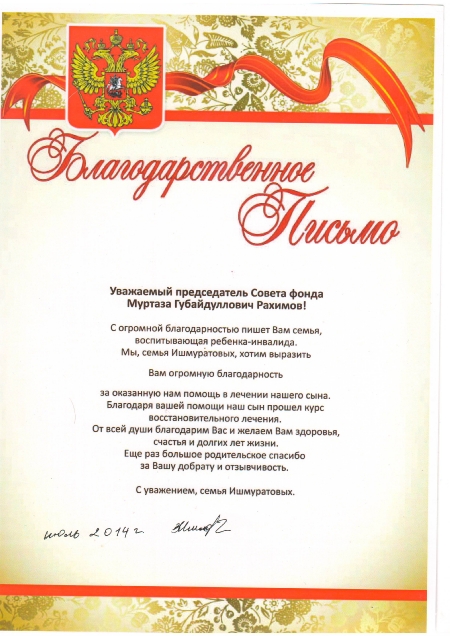 Благодарственное
Письмо
Уважаемый председатель Совета фонда
Муртаза Губайдуллович Рахимов!
С огромной благодарностью пишет Вам семья,
воспитывающая ребенка-инвалида.
Мы, семья Ишмуратовых, хотим выразить
Вам огромную благодарность
за оказанную нам помощь в лечении нашего сына.
Благодаря вашей помощи наш сын прошел курс
восстановительного лечения.
От всей души благодарим Вас и желаем Вам здоровья,
счастья и долгих лет жизни.
Еще раз большое родительское спасибо
за Вашу доброту и отзывчивость.
С уважением, семья Ишмуратовых.
июль 2014 г.